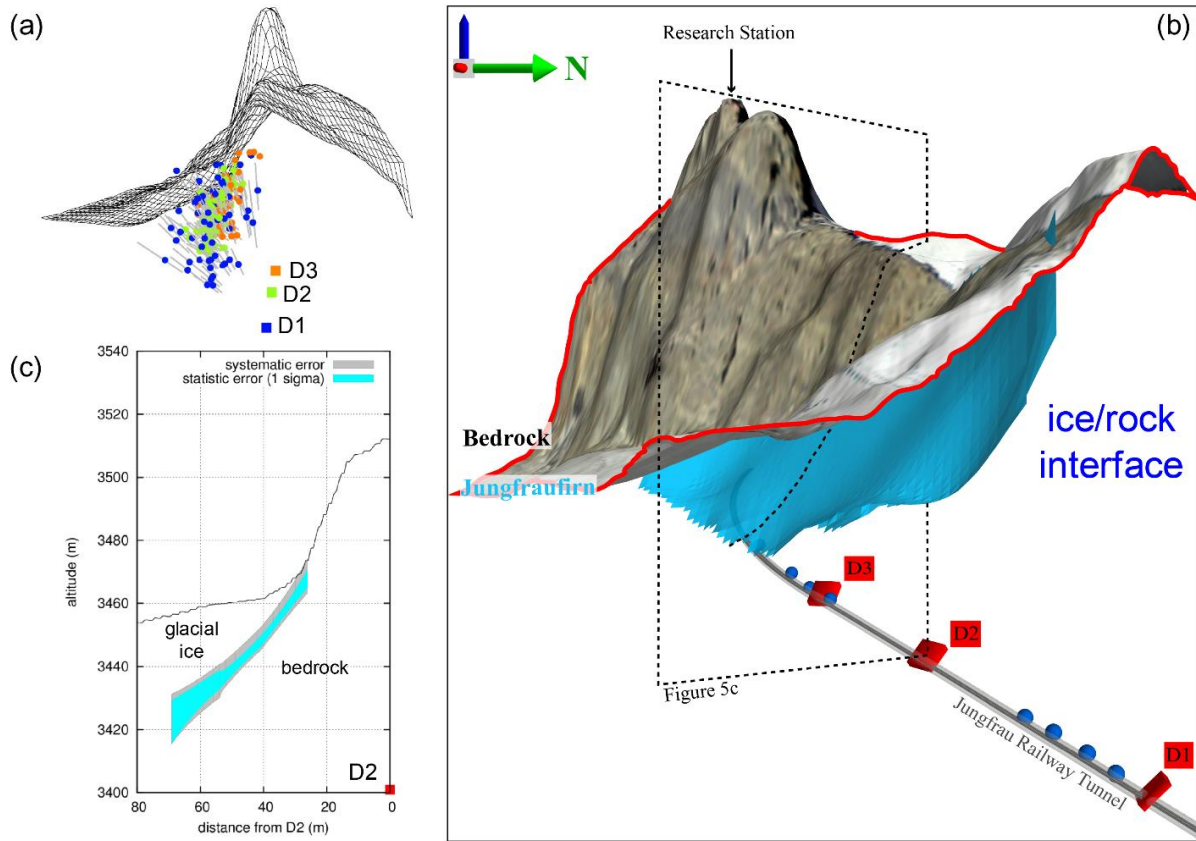 (a)
D3
D2
D1
(b)
N
Research Station
Bedrock
Jungfraufirn
ice/rock
interface
D3
D2
D1
Figure 5c
Jungfrau Railway Tunnel
(c)
systematic error
statistic error (1 sigma)
3540
3520
3500
3480
3460
3440
3420
3400
altitude (m)
glacial
ice
bedrock
D2
80
60
40
20
0
distance from D2 (m)